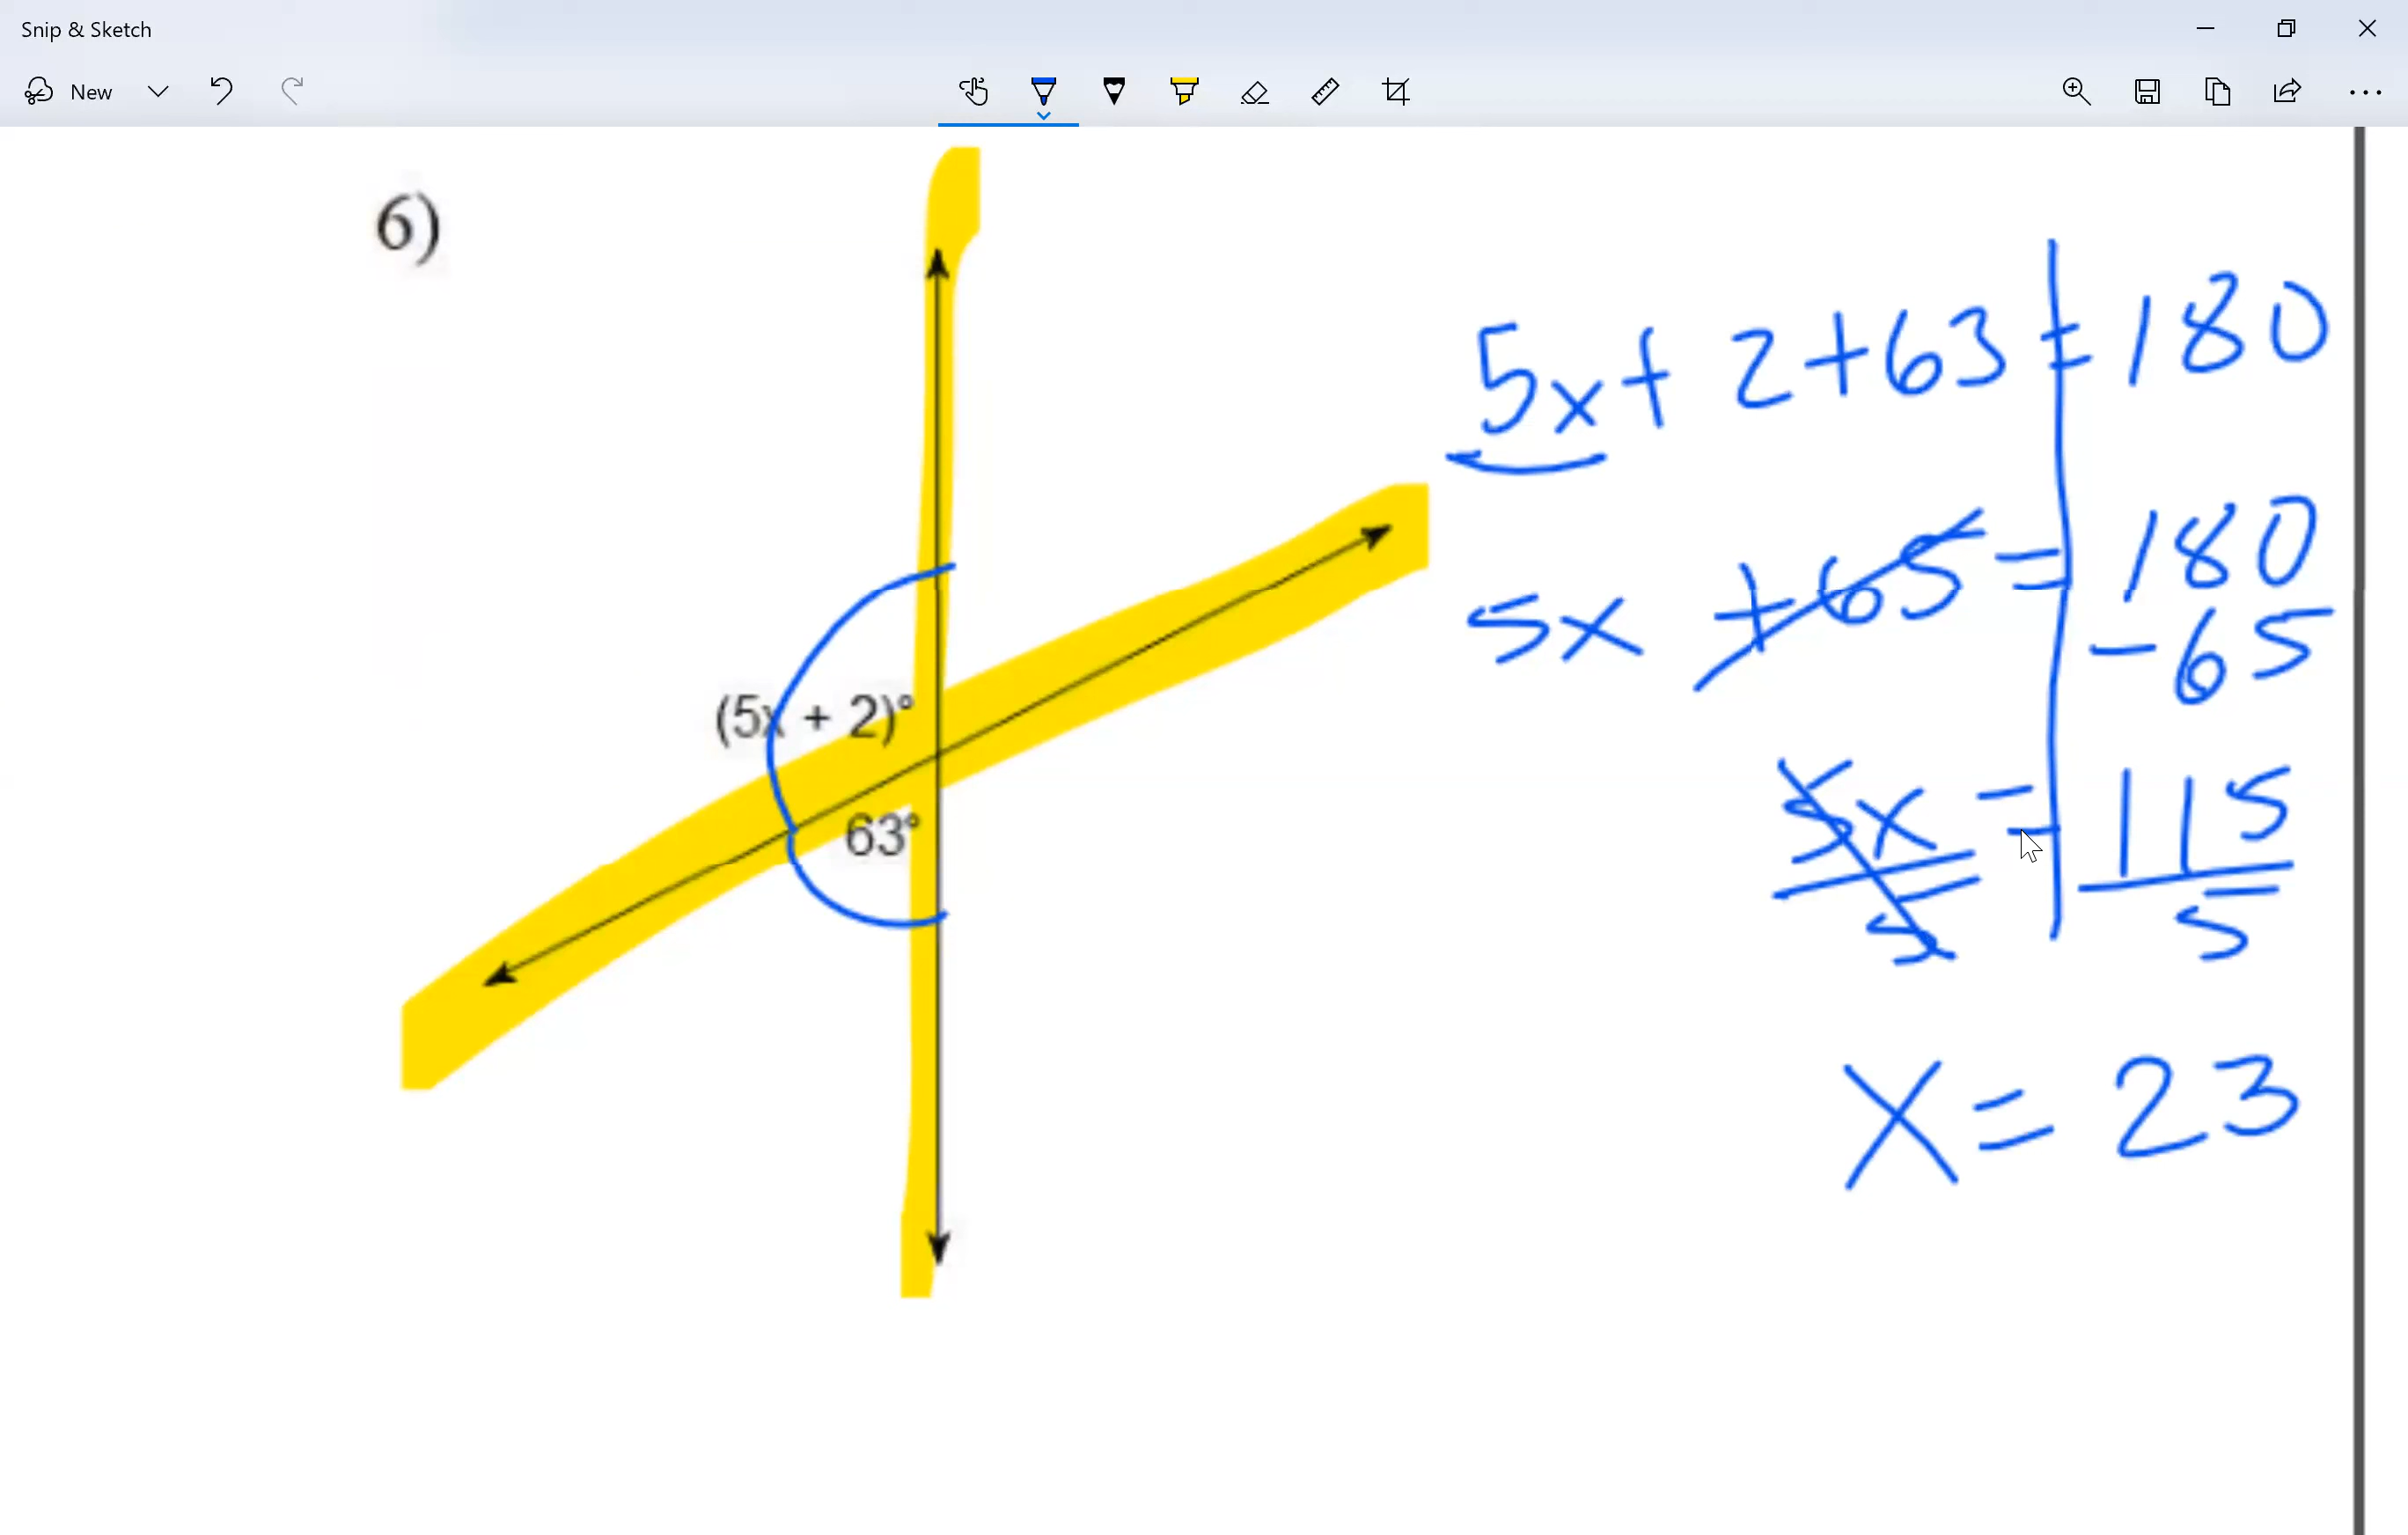 Snip & Sketch
New
6)
5x + 2 + 63 = 180
5x + 65 = 180
- 65
(5x + 2)°
63°
5x = 115
5 5
x = 23